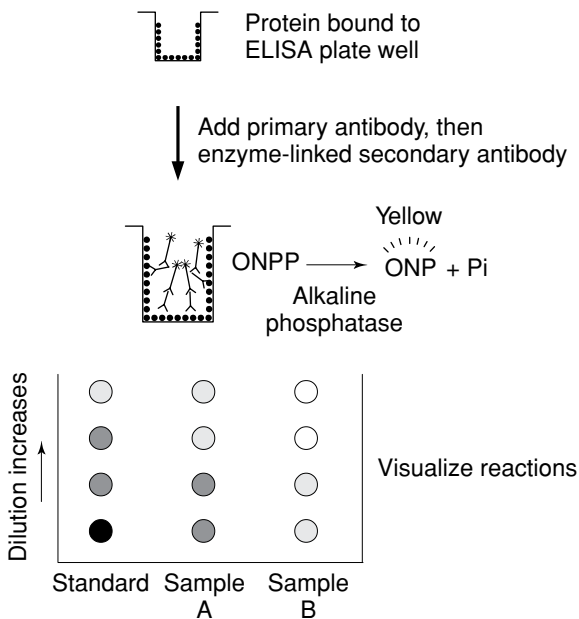 Protein bound to
ELISA plate well
Add primary antibody, then
enzyme-linked secondary antibody
Yellow
ONPP
ONP + Pi
Alkaline
phosphatase
Dilution increases
Visualize reactions
Standard
Sample
A
Sample
B